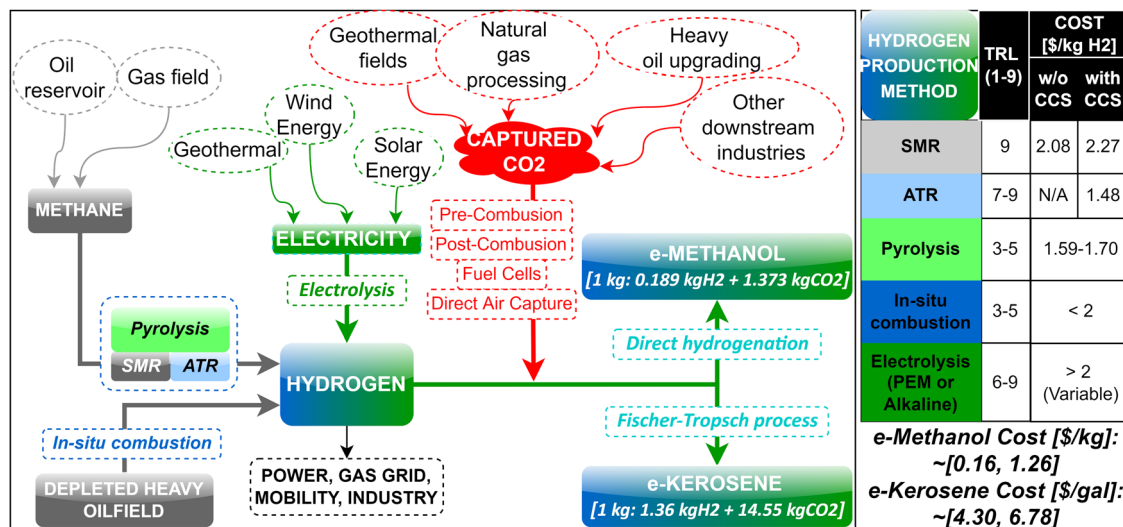 Oil
reservoir
Gas field
METHANE
Geothermal
Wind
Energy
Solar
Energy
ELECTRICITY
Electrolysis
Geothermal
fields
Natural
gas
processing
Heavy
oil upgrading
Other
downstream
industries
CAPTURED
CO2
Pre-Combusion
Post-Combusion
Fuel Cells
Direct Air Capture
Pyrolysis
SMR
ATR
HYDROGEN
In-situ combustion
DEPLETED HEAVY
OILFIELD
POWER, GAS GRID,
MOBILITY, INDUSTRY
e-METHANOL
[1 kg: 0.189 kgH2 + 1.373 kgCO2]
Direct hydrogenation
Fischer-Tropsch process
e-KEROSENE
[1 kg: 1.36 kgH2 + 14.55 kgCO2]
HYDROGEN
PRODUCTION
METHOD
TRL
(1-9)
COST
[$/kg H2]
w/o
CCS
with
CCS
SMR 9 2.08 2.27
ATR 7-9 N/A 1.48
Pyrolysis 3-5 1.59-1.70
In-situ
combustion
3-5 < 2
Electrolysis
(PEM or
Alkaline)
6-9
> 2
(Variable)
e-Methanol Cost [$/kg]:
~[0.16, 1.26]
e-Kerosene Cost [$/gal]:
~[4.30, 6.78]